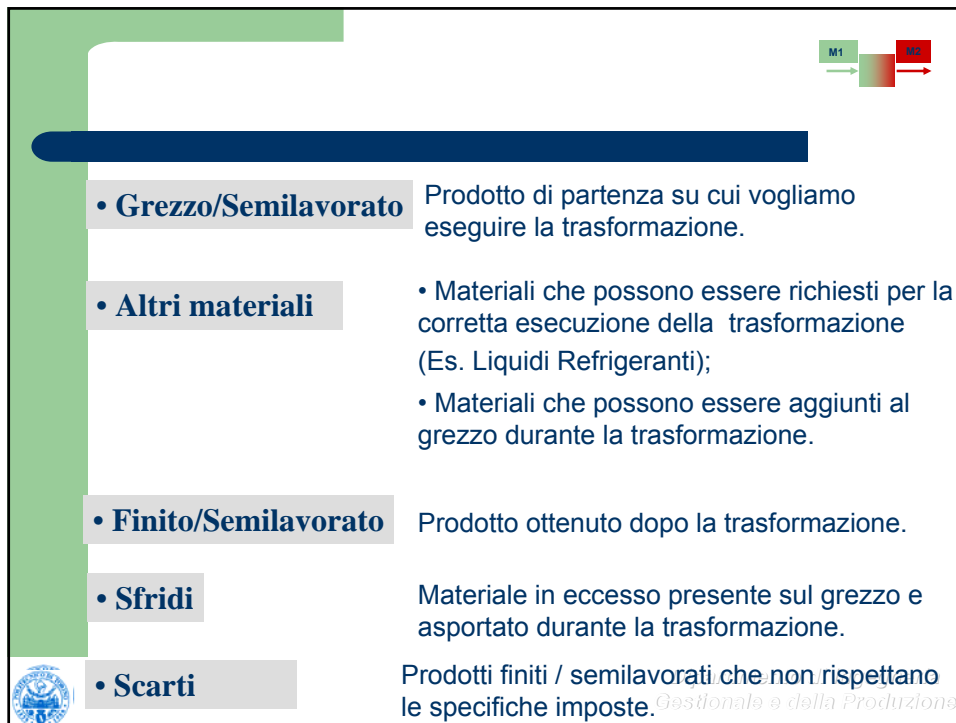 M1 M2
• Grezzo/Semilavorato
Prodotto di partenza su cui vogliamo
eseguire la trasformazione.
• Altri materiali
• Materiali che possono essere richiesti per la
corretta esecuzione della trasformazione
(Es. Liquidi Refrigeranti);
• Materiali che possono essere aggiunti al
grezzo durante la trasformazione.
• Finito/Semilavorato
Prodotto ottenuto dopo la trasformazione.
• Sfridi
Materiale in eccesso presente sul grezzo e
asportato durante la trasformazione.
• Scarti
Prodotti finiti / semilavorati che non rispettano
le specifiche imposte.
Gestionale e della Produzione